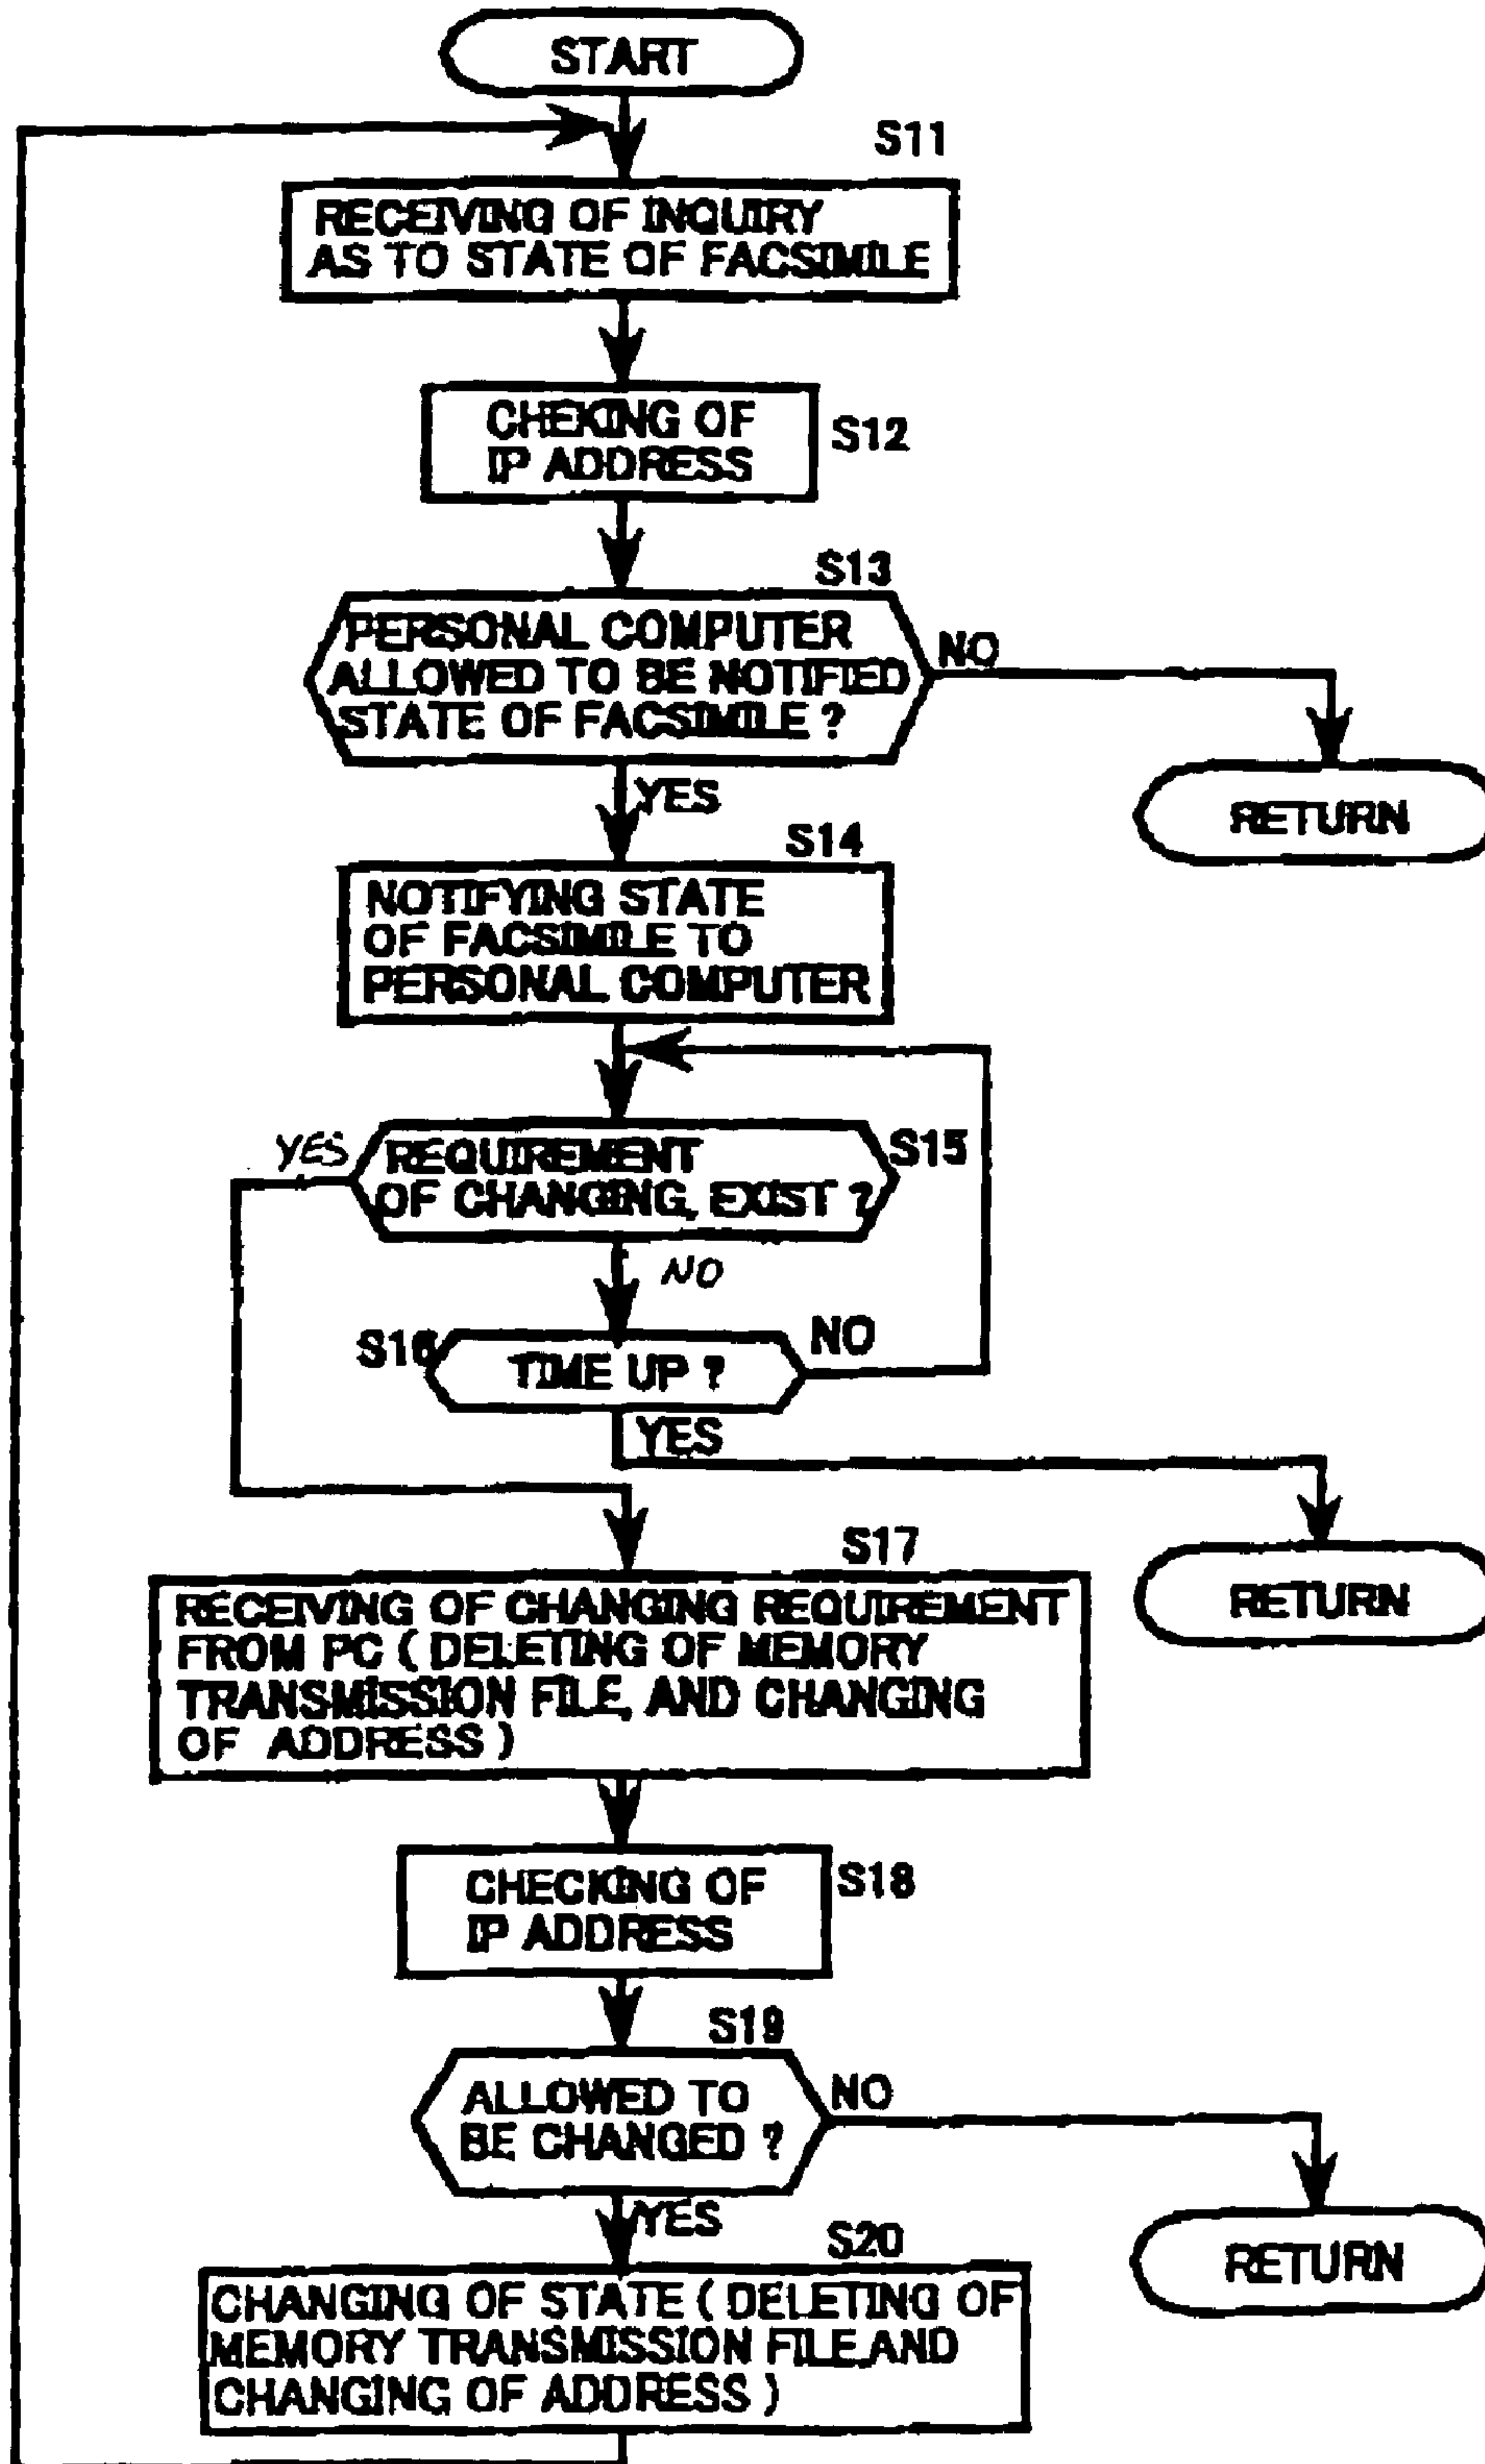 START
S11
RECEIVING OF INQUIRY
AS TO STATE OF FACSIMILE
CHEKING OF
IP ADDRESS
S12
S13
PERSONAL COMPUTER
ALLOWED TO BE NOTIFIED
STATE OF FACSIMILE ?
NO
RETURN
YES
S14
NOTIFYING STATE
OF FACSIMILE TO
PERSONAL COMPUTER
YES
REQUIREMENT
OF CHANGING, EXIST ?
S15
NO
S16
TIME UP ?
NO
YES
RETURN
S17
RECEIVING OF CHANGING REQUIREMENT
FROM PC ( DELETING OF MEMORY
TRANSMISSION FILE, AND CHANGING
OF ADDRESS )
CHECKING OF
IP ADDRESS
S18
S19
ALLOWED TO
BE CHANGED ?
NO
RETURN
YES
S20
CHANGING OF STATE ( DELETING OF
MEMORY TRANSMISSION FILE,AND
CHANGING OF ADDRESS )